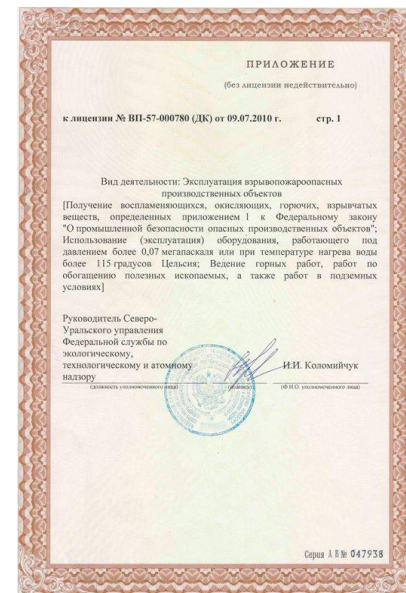 ПРИЛОЖЕНИЕ
(без лицензии недействительно)
к лицензии № ВП-57-000780 (ДК) от 09.07.2010 г. стр. 1
Вид деятельности: Эксплуатация взрывопожароопасных
производственных объектов
[Получение воспламеняющихся, окисляющих, горючих, взрывчатых
веществ, определенных приложением 1 к Федеральному закону
"О промышленной безопасности опасных производственных объектов";
Использование (эксплуатация) оборудования, работающего под
давлением более 0,07 мегапаскаля или при температуре нагрева воды
более 115 градусов Цельсия; Ведение горных работ, работ по
обогащению полезных ископаемых, а также работ в подземных
условиях]
Руководитель Северо-
Уральского управления
Федеральной службы по
экологическому,
технологическому и атомному
надзору
И.И. Коломийчук
(должность уполномоченного лица) (подпись) (Ф.И.О. уполномоченного лица)
Серия А В № 047938